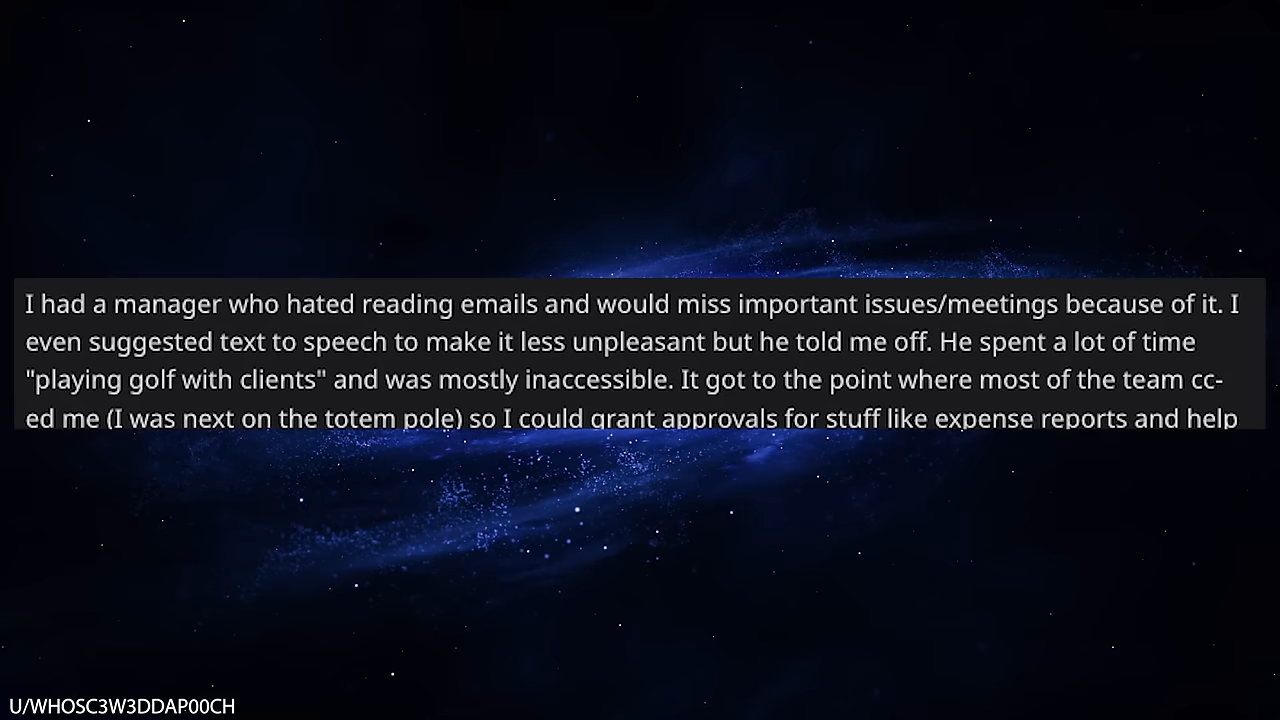 I had a manager who hated reading emails and would miss important issues/meetings because of it. I
even suggested text to speech to make it less unpleasant but he told me off. He spent a lot of time
"playing golf with clients" and was mostly inaccessible. It got to the point where most of the team cc-
ed me (I was next on the totem pole) so I could grant approvals for stuff like expense reports and help
U/WHOSC3W3DDAP00CH